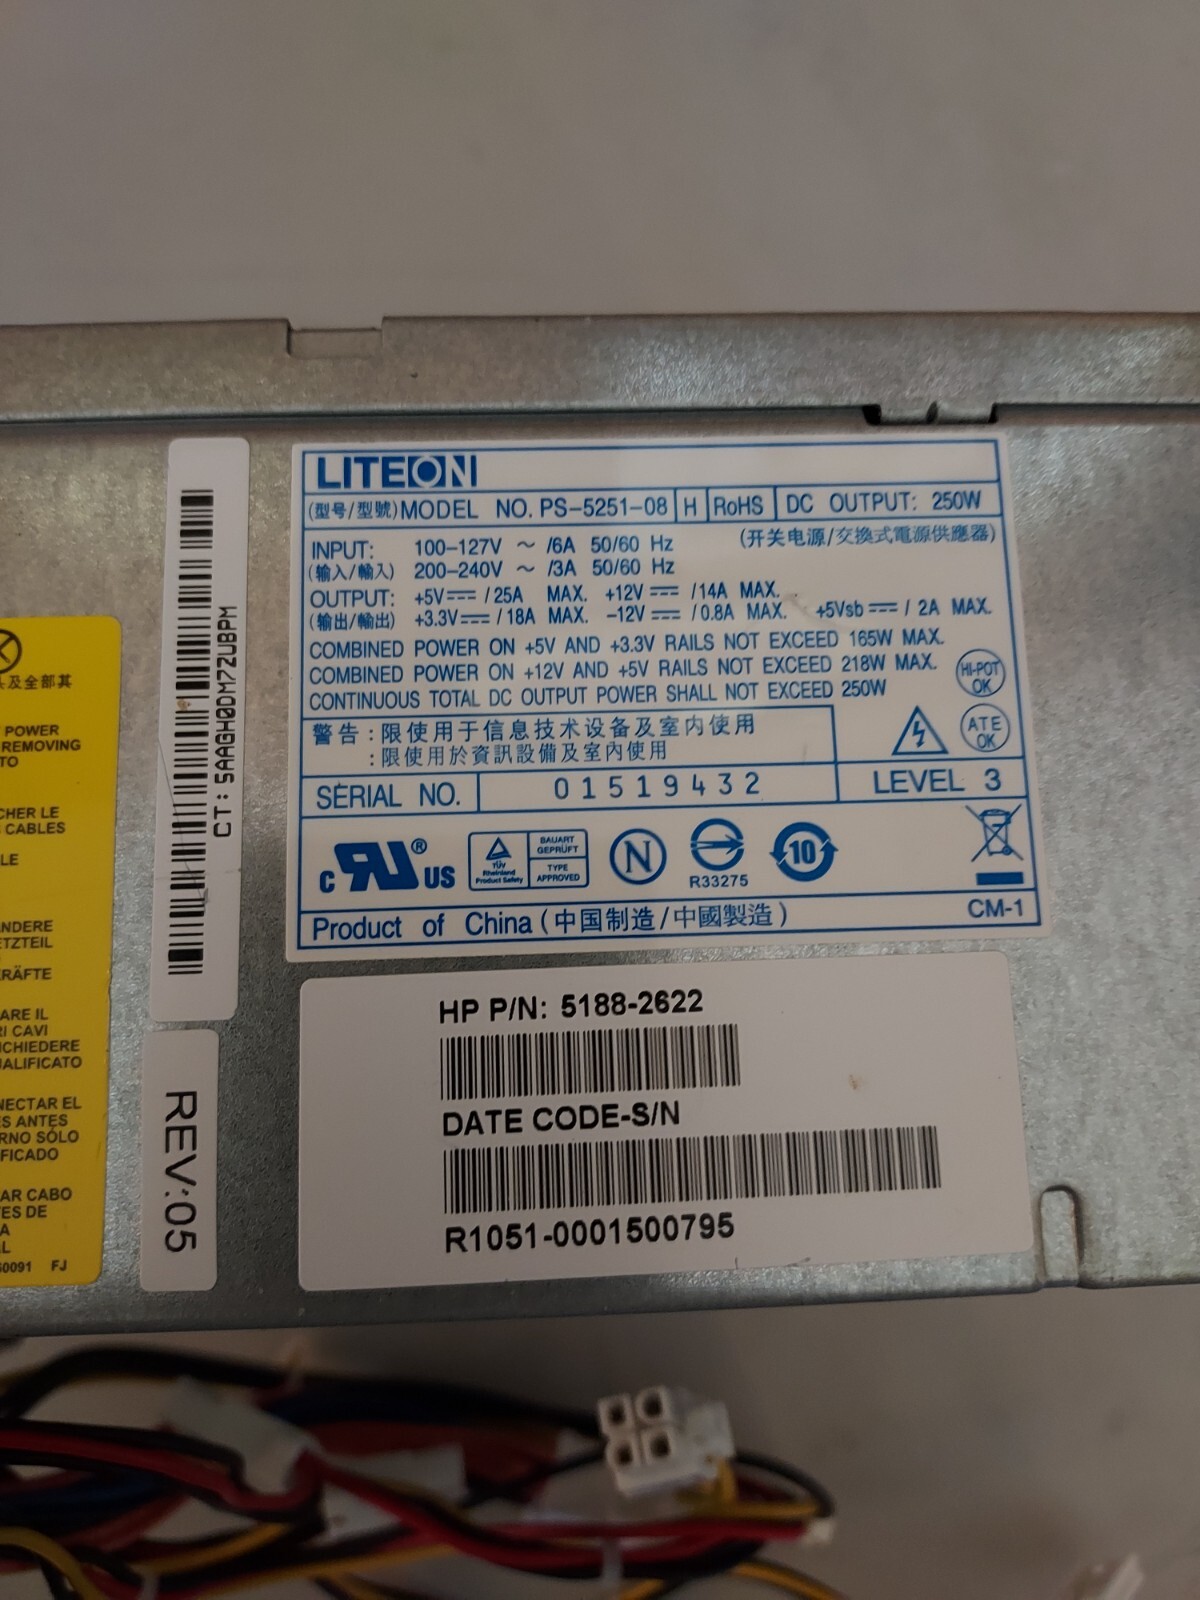 LITEON
(型号/型號)MODEL NO. PS-5251-08 H RoHS DC OUTPUT: 250W
INPUT: 100-127V ~ /6A 50/60 Hz (开关电源/交換式電源供應器)
(输入/輸入) 200-240V ~ /3A 50/60 Hz
OUTPUT: +5V⎓ /25A MAX. +12V⎓ /14A MAX.
(输出/輸出) +3.3V⎓ /18A MAX. -12V⎓ /0.8A MAX. +5Vsb⎓ / 2A MAX.
COMBINED POWER ON +5V AND +3.3V RAILS NOT EXCEED 165W MAX.
COMBINED POWER ON +12V AND +5V RAILS NOT EXCEED 218W MAX.
CONTINUOUS TOTAL DC OUTPUT POWER SHALL NOT EXCEED 250W
HI-POT
OK
警告:限使用于信息技术设备及室内使用
:限使用於資訊設備及室內使用
ATE
OK
SERIAL NO. 01519432 LEVEL 3
c RU ® US
TÜV
Rheinland
Product Safety
BAUART
GEPRÜFT
TYPE
APPROVED
N
R33275
10
Product of China (中国制造/中國製造)
CM-1
HP P/N: 5188-2622
DATE CODE-S/N
R1051-0001500795
CT: 5AAGH0DM7ZUBPM
REV:05
及全部其
POWER
REMOVING
TO
CHER LE
CABLES
LE
NDERE
ETZTEIL
RÄFTE
ARE IL
RI CAVI
ICHIEDERE
UALIFICATO
NECTAR EL
S ANTES
RNO SÓLO
FICADO
AR CABO
ES DE
A
L
60091 FJ